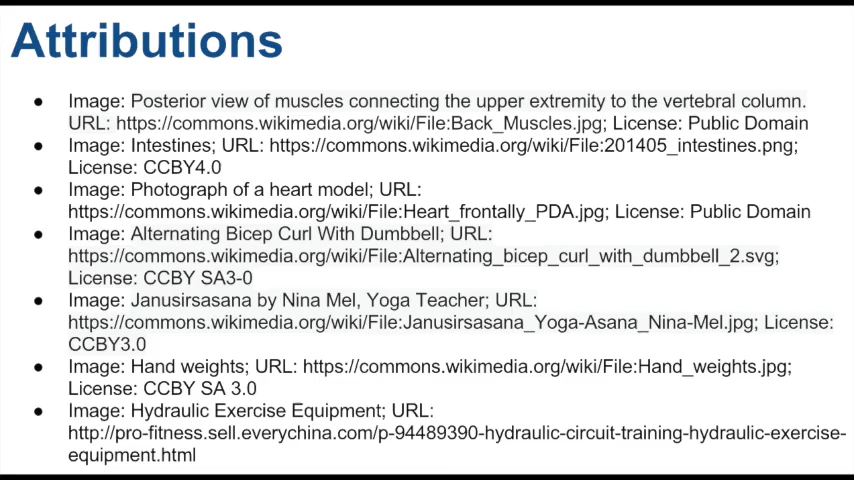 Attributions
● Image: Posterior view of muscles connecting the upper extremity to the vertebral column.
URL: https://commons.wikimedia.org/wiki/File:Back_Muscles.jpg; License: Public Domain
● Image: Intestines; URL: https://commons.wikimedia.org/wiki/File:201405_intestines.png;
License: CCBY4.0
● Image: Photograph of a heart model; URL:
https://commons.wikimedia.org/wiki/File:Heart_frontally_PDA.jpg; License: Public Domain
● Image: Alternating Bicep Curl With Dumbbell; URL:
https://commons.wikimedia.org/wiki/File:Alternating_bicep_curl_with_dumbbell_2.svg;
License: CCBY SA3-0
● Image: Janusirsasana by Nina Mel, Yoga Teacher; URL:
https://commons.wikimedia.org/wiki/File:Janusirsasana_Yoga-Asana_Nina-Mel.jpg; License:
CCBY3.0
● Image: Hand weights; URL: https://commons.wikimedia.org/wiki/File:Hand_weights.jpg;
License: CCBY SA 3.0
● Image: Hydraulic Exercise Equipment; URL:
http://pro-fitness.sell.everychina.com/p-94489390-hydraulic-circuit-training-hydraulic-exercise-
equipment.html